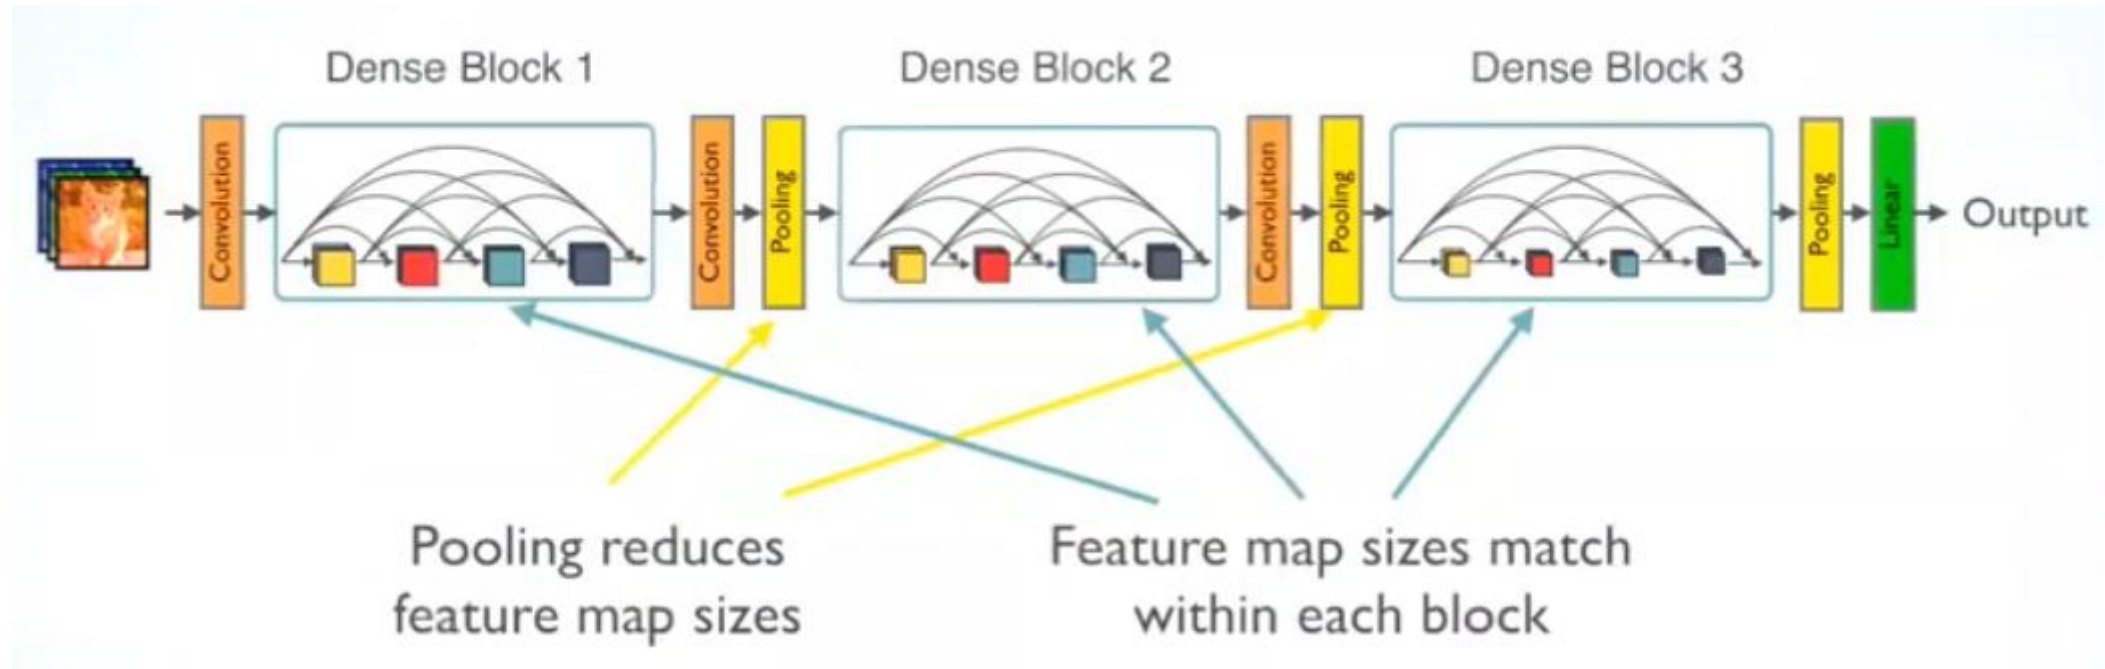 Dense Block 1
Dense Block 2
Dense Block 3
Convolution
Convolution
Pooling
Convolution
Pooling
Pooling
Linear
Output
Pooling reduces
feature map sizes
Feature map sizes match
within each block